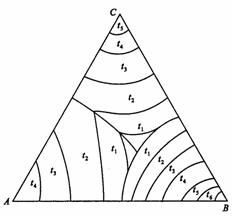 C
t₅
t₄
t₃
t₂
t₁
t₃ t₂ t₁ t₁ t₂
t₄ t₃ t₄ t₅ t₆
A B